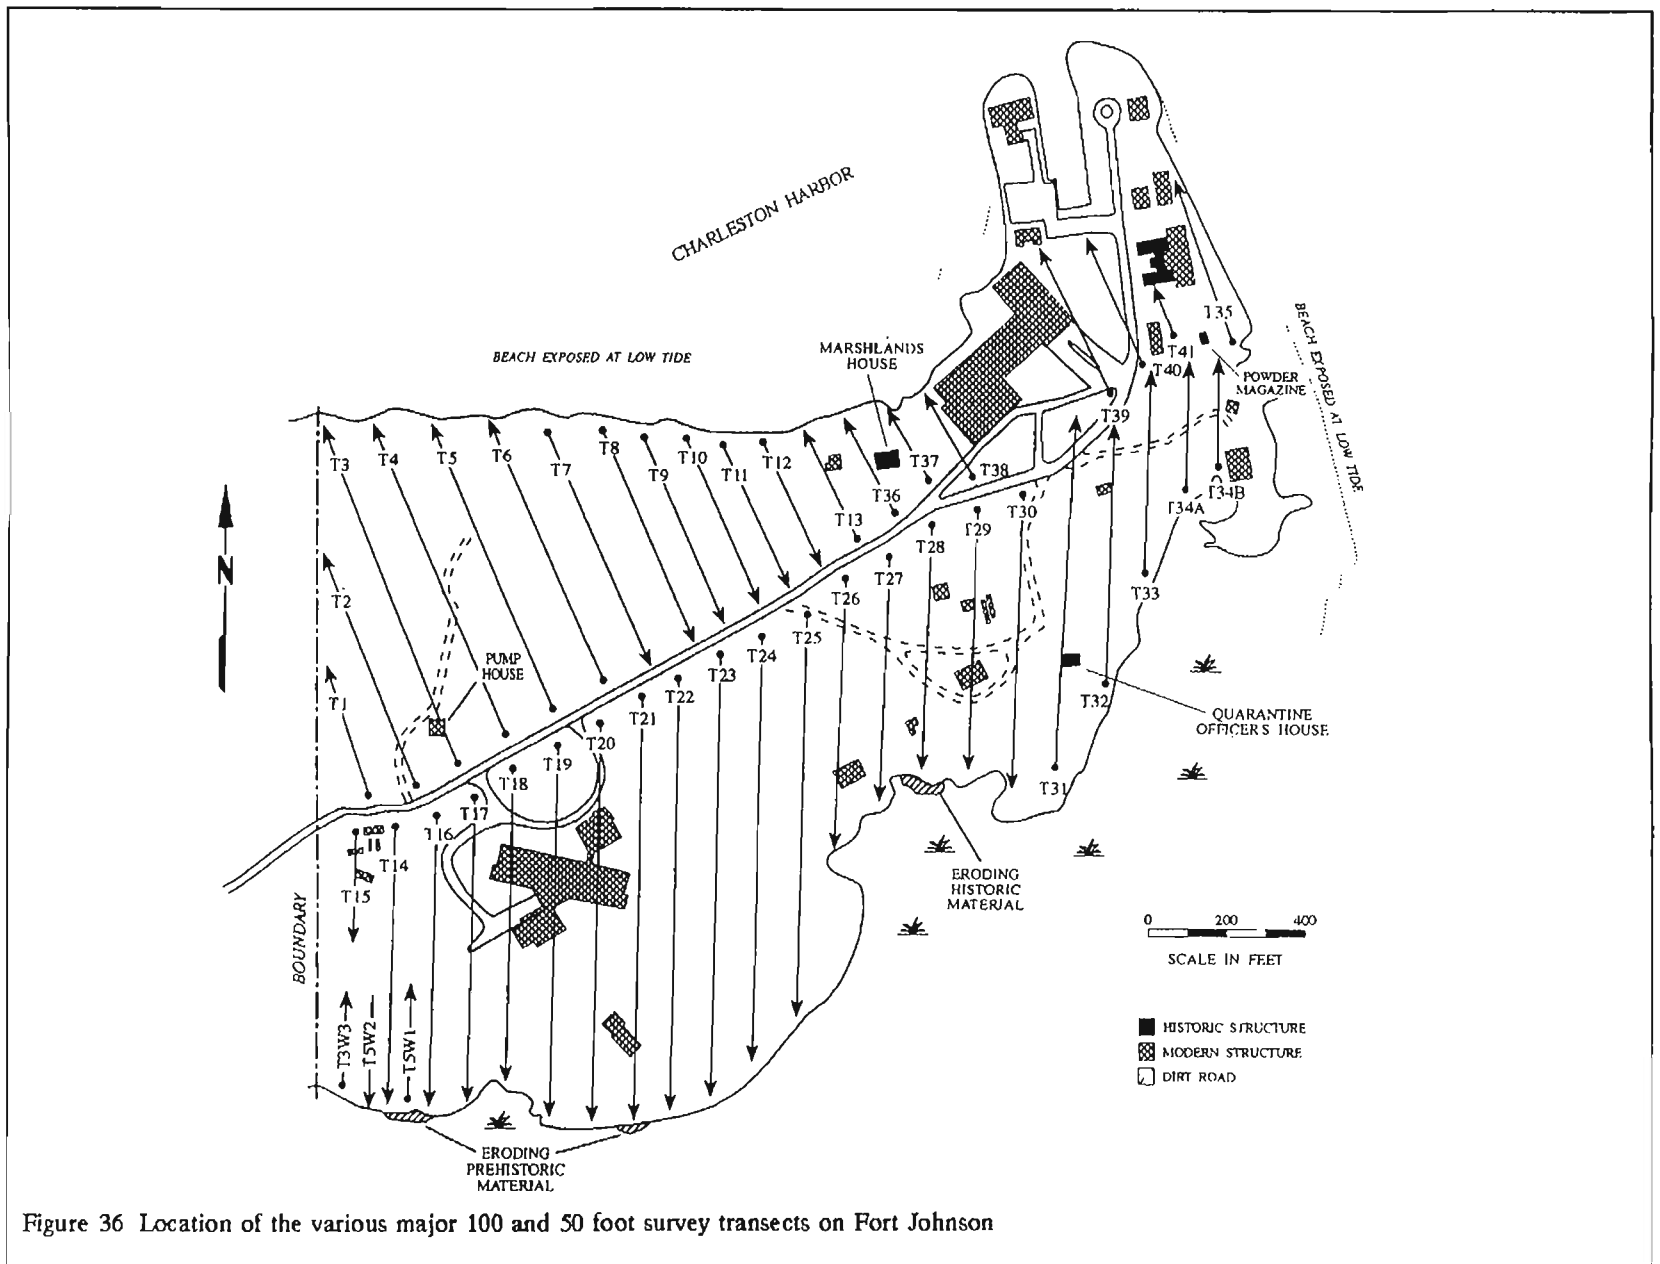 CHARLESTON HARBOR
BEACH EXPOSED AT LOW TIDE
MARSHLANDS
HOUSE
T35
T41
T40
POWDER
MAGAZINE
BEACH EXPOSED AT LOW TIDE
T39
T3
T4
T5
T6
T7
T8
T9
T10
T11
T12
T13
T36
T37
T38
T34B
T34A
T30
T29
T28
T27
T26
T25
T24
T23
T22
T21
T20
T19
T18
T17
T16
T14
T15
T33
T32
T31
T2
T1
N
PUMP
HOUSE
QUARANTINE
OFFICER'S HOUSE
ERODING
HISTORIC
MATERIAL
BOUNDARY
T3W3
T5W2
T5W1
0 200 400
SCALE IN FEET
HISTORIC STRUCTURE
MODERN STRUCTURE
DIRT ROAD
ERODING
PREHISTORIC
MATERIAL
Figure 36 Location of the various major 100 and 50 foot survey transects on Fort Johnson